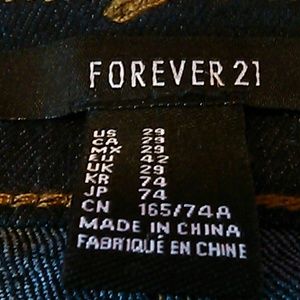 FOREVER 21
US 29
CA 29
MX 29
EU 42
UK 29
KR 74
JP 74
CN 165/74A
MADE IN CHINA
FABRIQUÉ EN CHINE